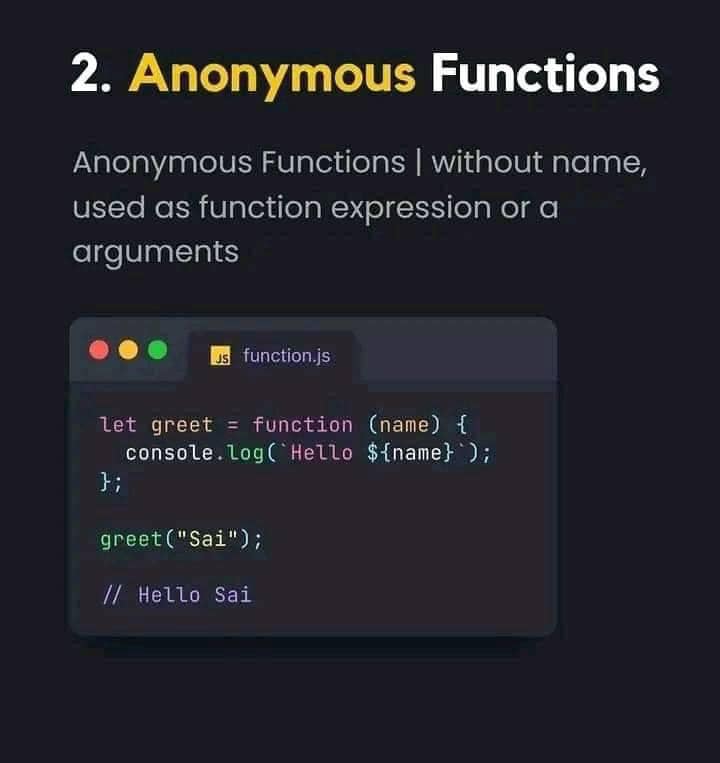 2. Anonymous Functions
Anonymous Functions | without name,
used as function expression or a
arguments
JS function.js
let greet = function (name) {
  console.log(`Hello ${name}`);
};
greet("Sai");
// Hello Sai